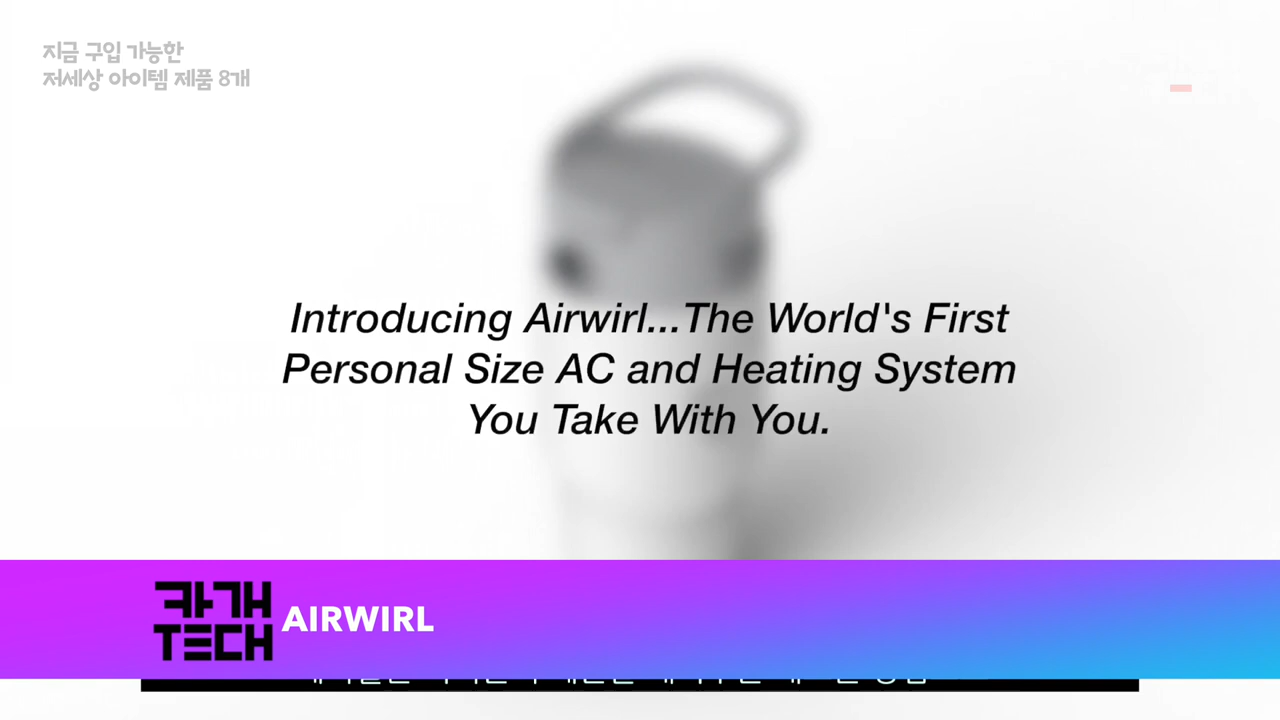 지금 구입 가능한
저세상 아이템 제품 8개
Introducing Airwirl...The World's First
Personal Size AC and Heating System
You Take With You.
카거
TECH
AIRWIRL